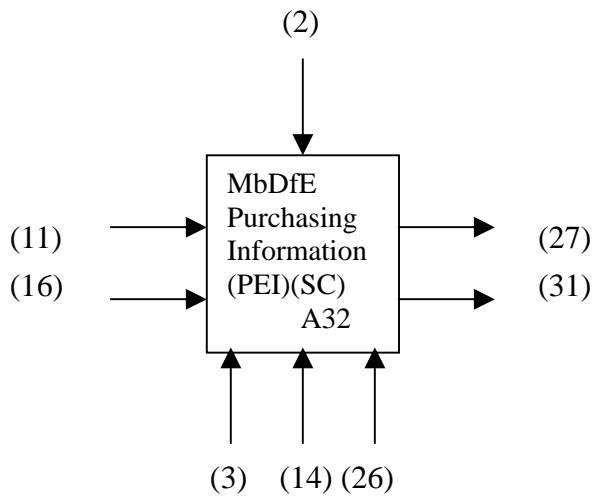 (2)
MbDfE
Purchasing
Information
(PEI)(SC)
A32
(11)
(16)
(27)
(31)
(3) (14) (26)